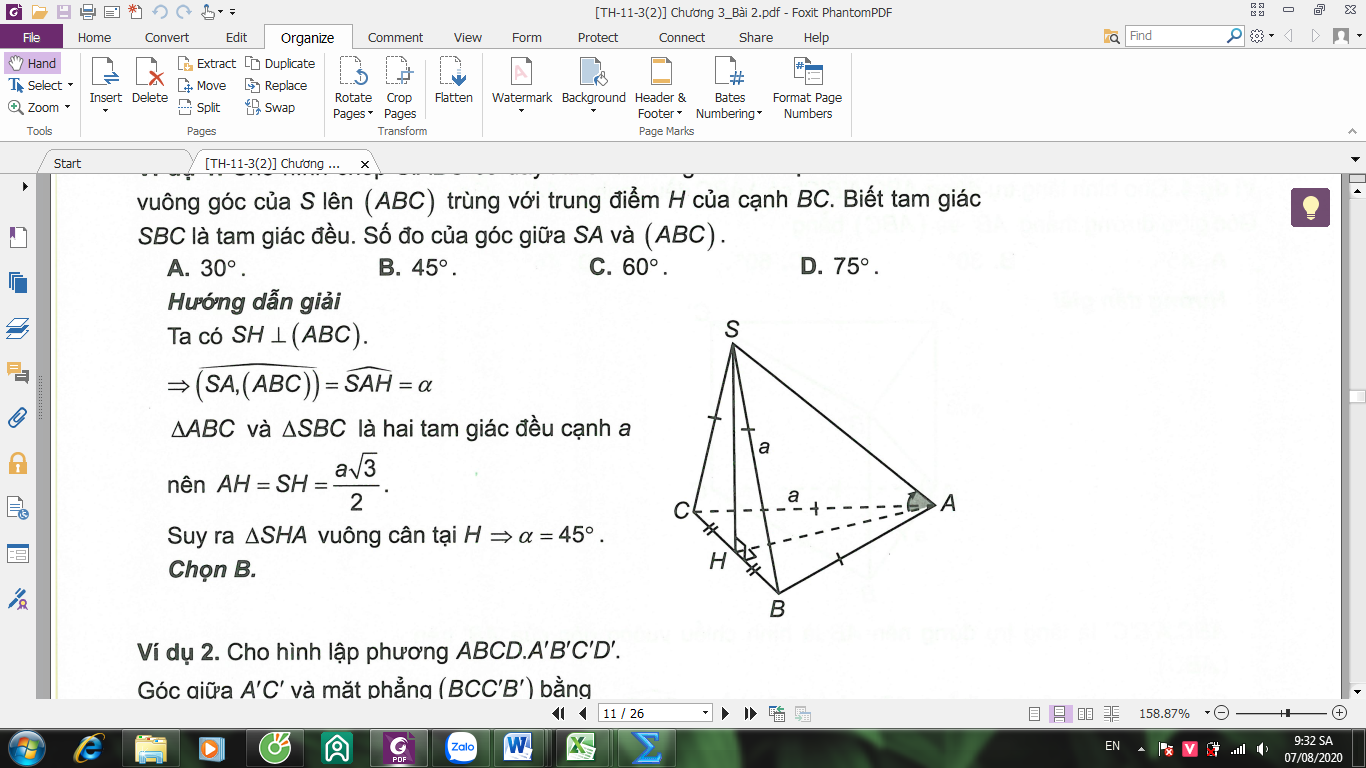 [TH-11-3(2)] Chương 3_Bài 2.pdf - Foxit PhantomPDF
File Home Convert Edit Organize Comment View Form Protect Connect Share Help Find
Hand
Select
Zoom
Tools
Insert
Delete
Extract
Move
Split
Duplicate
Replace
Swap
Pages
Rotate Pages
Crop Pages
Flatten
Transform
Watermark
Background
Header & Footer
Bates Numbering
Format Page Numbers
Page Marks
Start
[TH-11-3(2)] Chương ...
vuông góc của S lên (ABC) trùng với trung điểm H của cạnh BC. Biết tam giác
SBC là tam giác đều. Số đo của góc giữa SA và (ABC).
A. 30°. B. 45°. C. 60°. D. 75°.
Hướng dẫn giải
Ta có SH ⊥ (ABC).
⇒ (SA,(ABC)) = SAH = α
ΔABC và ΔSBC là hai tam giác đều cạnh a
nên AH = SH = a√3/2.
Suy ra ΔSHA vuông cân tại H ⇒ α = 45°.
Chọn B.
S
a
a
C
A
H
B
Ví dụ 2. Cho hình lập phương ABCD.A'B'C'D'.
Góc giữa A'C' và mặt phẳng (BCC'B') bằng
11 / 26
158.87%
PDF
Zalo
EN
9:32 SA
07/08/2020